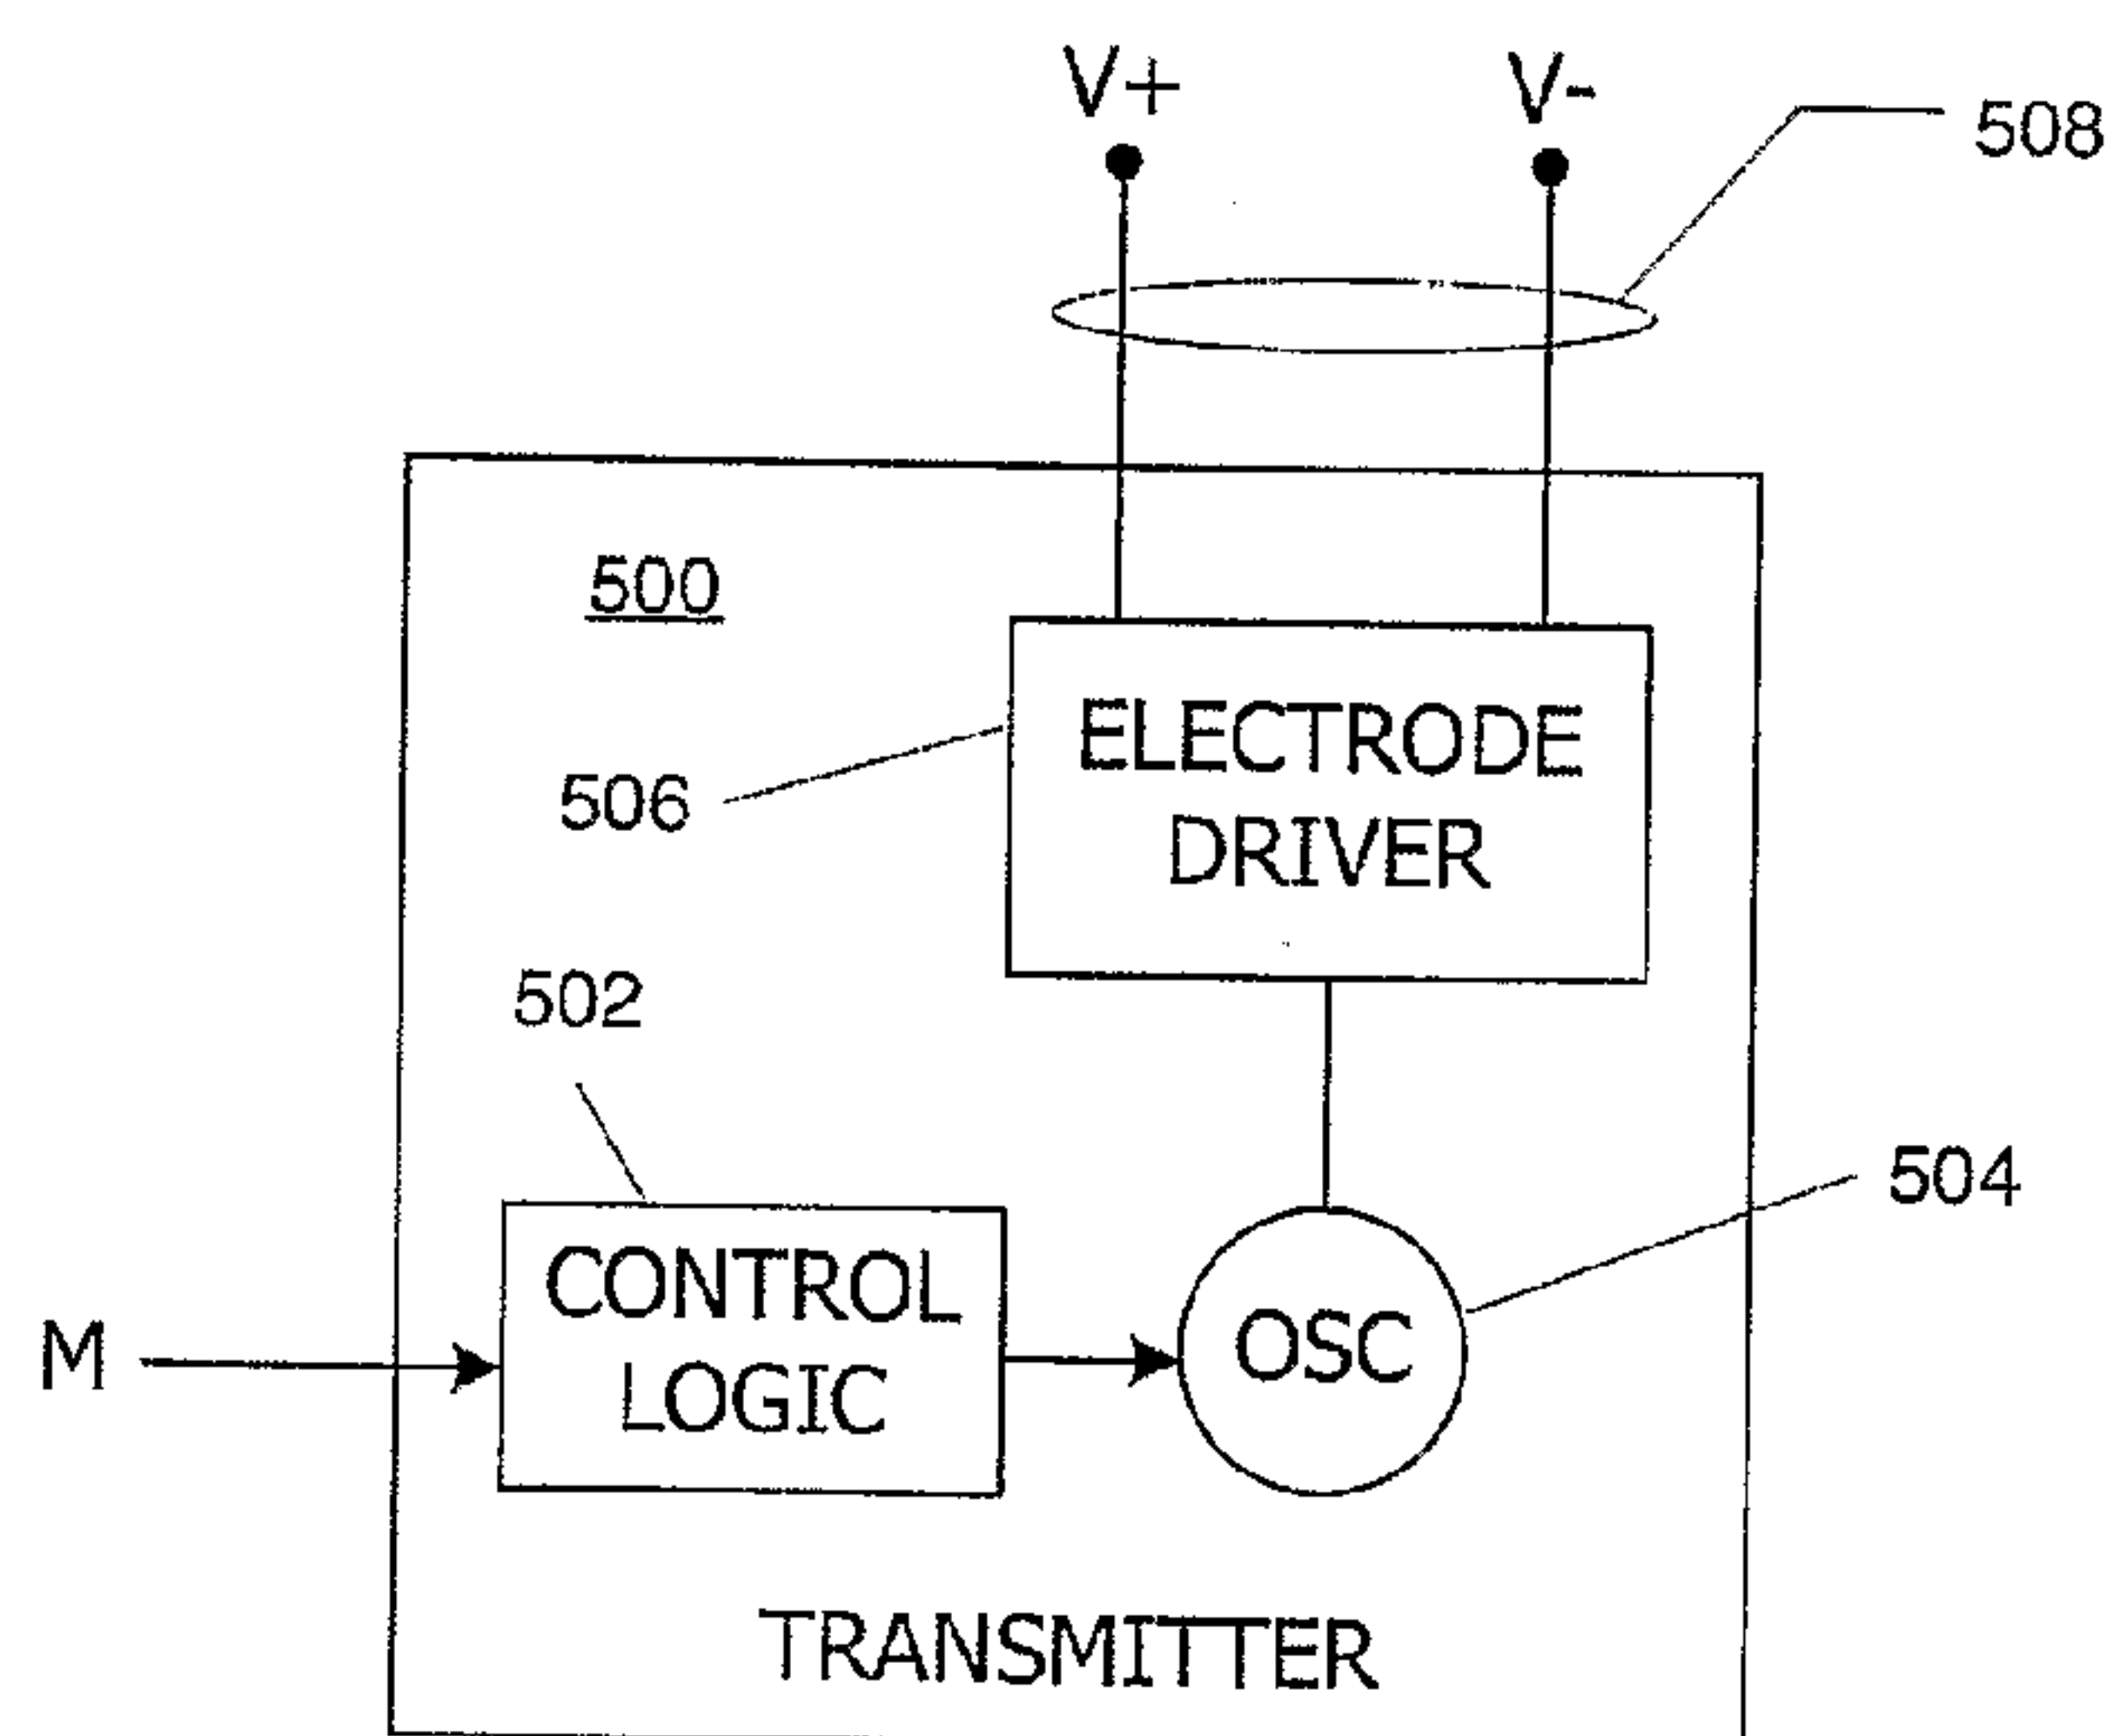 V+
V-
508
500
ELECTRODE
DRIVER
506
502
504
CONTROL
LOGIC
OSC
M
TRANSMITTER